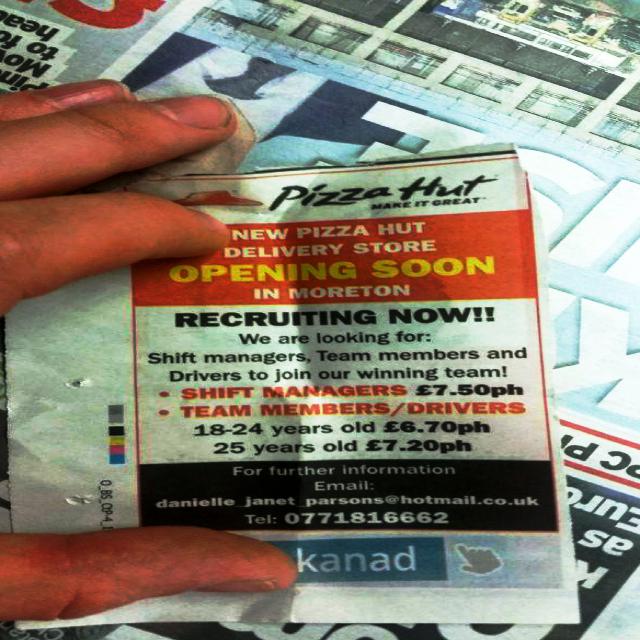 Pizza Hut
MAKE IT GREAT
NEW PIZZA HUT
DELIVERY STORE
OPENING SOON
IN MORETON
RECRUITING NOW!!
We are looking for:
Shift managers, Team members and
Drivers to join our winning team!
• SHIFT MANAGERS £7.50ph
• TEAM MEMBERS/DRIVERS
18-24 years old £6.70ph
25 years old £7.20ph
For further information
Email:
danielle_janet_parsons@hotmail.co.uk
Tel: 0771816662
kanad